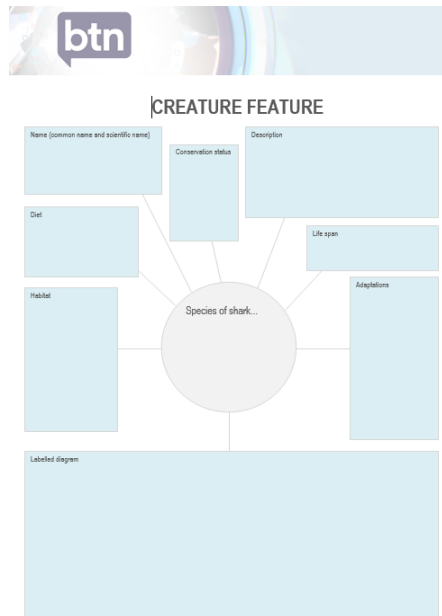 btn
CREATURE FEATURE
Name (common name and scientific name)
Conservation status
Description
Diet
Life span
Habitat
Adaptations
Species of shark...
Labelled diagram